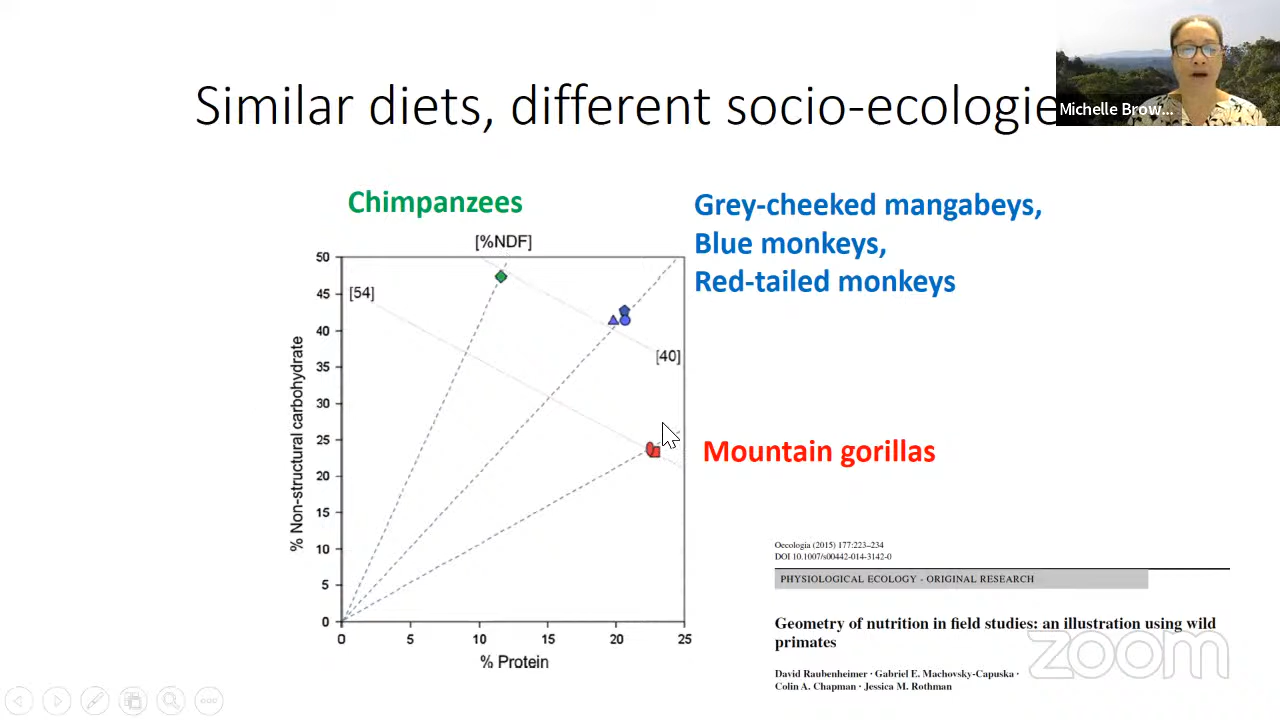 Similar diets, different socio-ecologie
Michelle Brow...
Chimpanzees
Grey-cheeked mangabeys,
Blue monkeys,
Red-tailed monkeys
[%NDF]
[54]
[40]
50
45
40
35
30
25
20
15
10
5
0
% Non-structural carbohydrate
0 5 10 15 20 25
% Protein
Mountain gorillas
Oecologia (2015) 177:223–234
DOI 10.1007/s00442-014-3142-0
PHYSIOLOGICAL ECOLOGY - ORIGINAL RESEARCH
Geometry of nutrition in field studies: an illustration using wild
primates
David Raubenheimer · Gabriel E. Machovsky-Capuska ·
Colin A. Chapman · Jessica M. Rothman
zoom